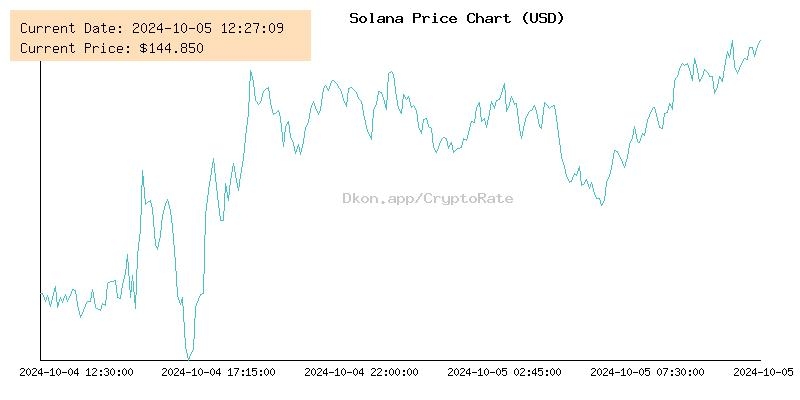 Solana Price Chart (USD)
Current Date: 2024-10-05 12:27:09
Current Price: $144.850
Dkon.app/CryptoRate
2024-10-04 12:30:00 2024-10-04 17:15:00 2024-10-04 22:00:00 2024-10-05 02:45:00 2024-10-05 07:30:00 2024-10-05